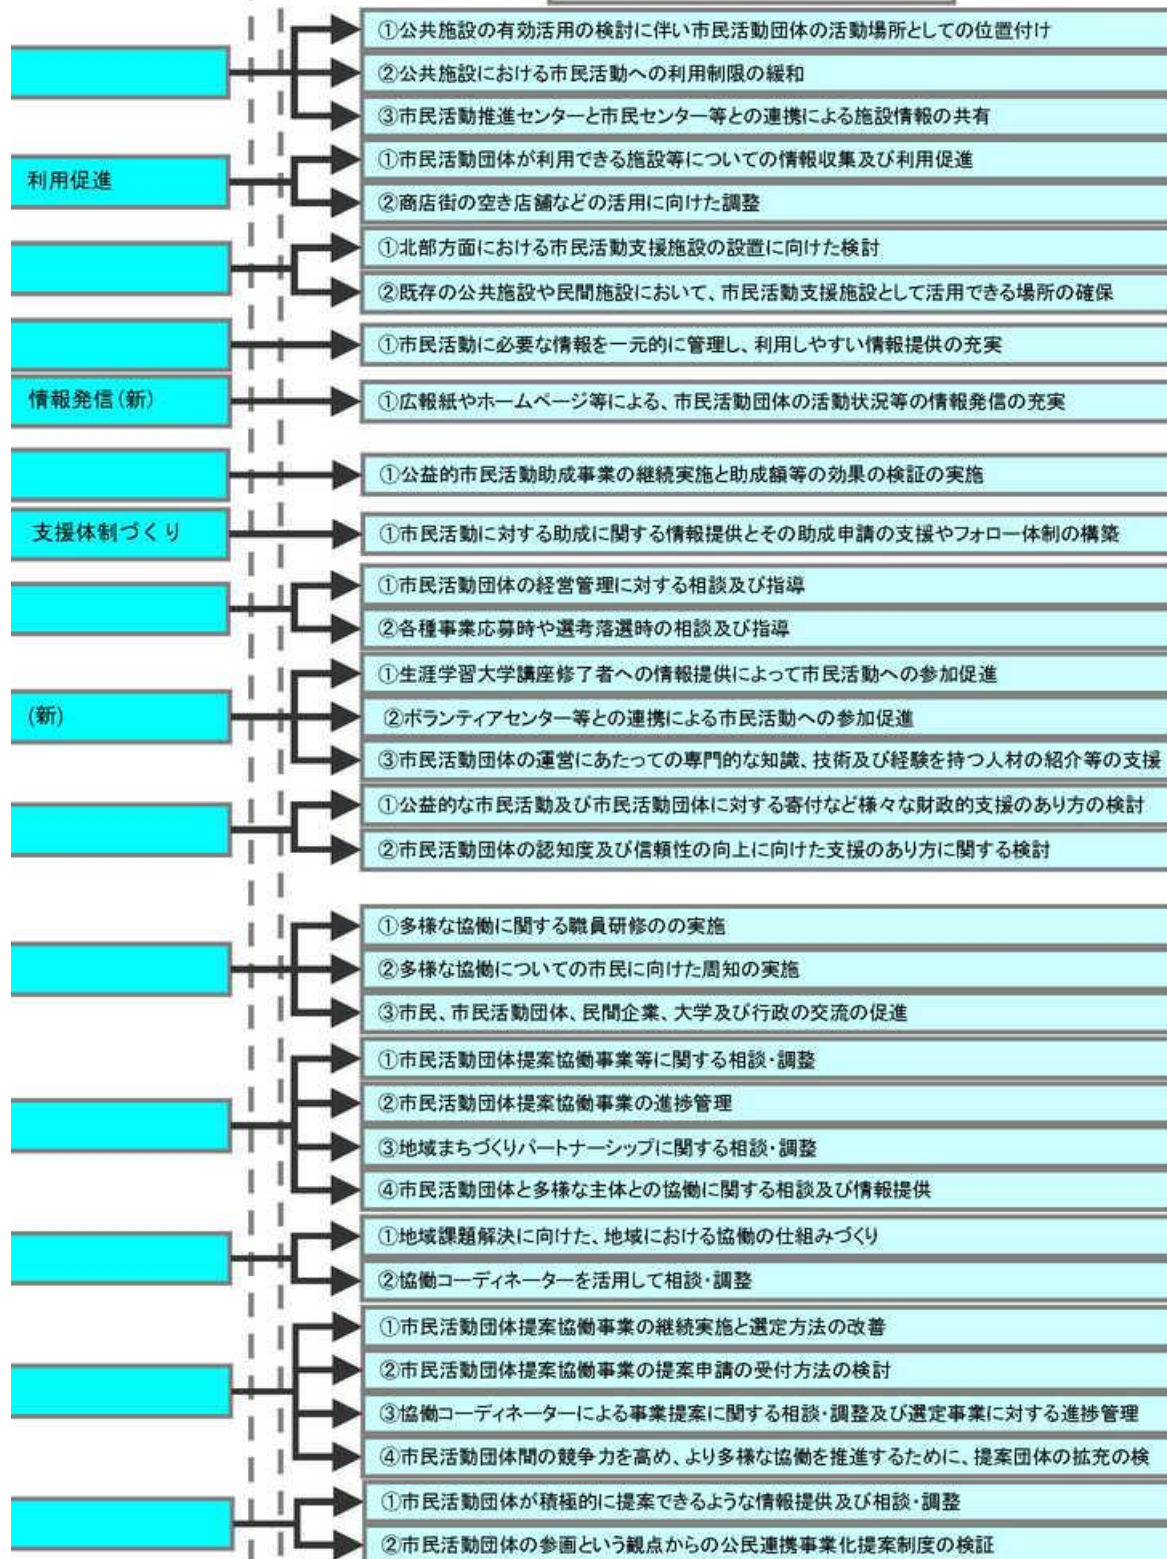 ①公共施設の有効活用の検討に伴い市民活動団体の活動場所としての位置付け
②公共施設における市民活動への利用制限の緩和
③市民活動推進センターと市民センター等との連携による施設情報の共有
利用促進
①市民活動団体が利用できる施設等についての情報収集及び利用促進
②商店街の空き店舗などの活用に向けた調整
①北部方面における市民活動支援施設の設置に向けた検討
②既存の公共施設や民間施設において、市民活動支援施設として活用できる場所の確保
①市民活動に必要な情報を一元的に管理し、利用しやすい情報提供の充実
情報発信(新)
①広報紙やホームページ等による、市民活動団体の活動状況等の情報発信の充実
①公益的市民活動助成事業の継続実施と助成額等の効果の検証の実施
支援体制づくり
①市民活動に対する助成に関する情報提供とその助成申請の支援やフォロー体制の構築
①市民活動団体の経営管理に対する相談及び指導
②各種事業応募時や選考落選時の相談及び指導
(新)
①生涯学習大学講座修了者への情報提供によって市民活動への参加促進
②ボランティアセンター等との連携による市民活動への参加促進
③市民活動団体の運営にあたっての専門的な知識、技術及び経験を持つ人材の紹介等の支援
①公益的な市民活動及び市民活動団体に対する寄付など様々な財政的支援のあり方の検討
②市民活動団体の認知度及び信頼性の向上に向けた支援のあり方に関する検討
①多様な協働に関する職員研修のの実施
②多様な協働についての市民に向けた周知の実施
③市民、市民活動団体、民間企業、大学及び行政の交流の促進
①市民活動団体提案協働事業等に関する相談・調整
②市民活動団体提案協働事業の進捗管理
③地域まちづくりパートナーシップに関する相談・調整
④市民活動団体と多様な主体との協働に関する相談及び情報提供
①地域課題解決に向けた、地域における協働の仕組みづくり
②協働コーディネーターを活用して相談・調整
①市民活動団体提案協働事業の継続実施と選定方法の改善
②市民活動団体提案協働事業の提案申請の受付方法の検討
③協働コーディネーターによる事業提案に関する相談・調整及び選定事業に対する進捗管理
④市民活動団体間の競争力を高め、より多様な協働を推進するために、提案団体の拡充の検
①市民活動団体が積極的に提案できるような情報提供及び相談・調整
②市民活動団体の参画という観点からの公民連携事業化提案制度の検証